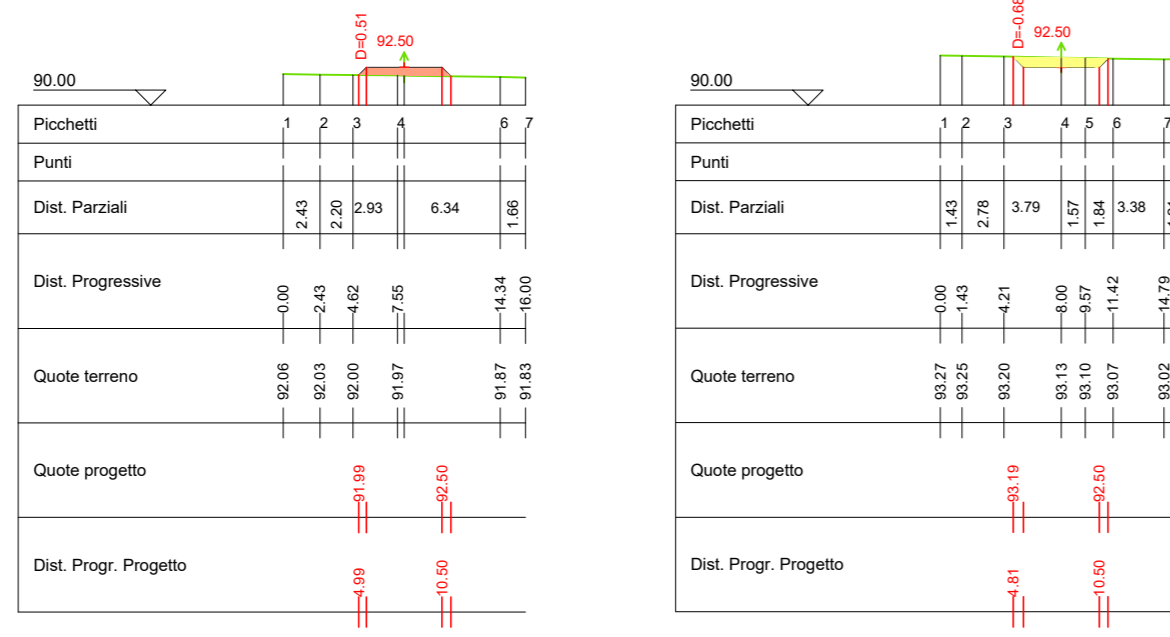 D=0.51
92.50
90.00
Picchetti 1 2 3 4 6 7
Punti
Dist. Parziali 2.43 2.20 2.93 6.34 1.66
Dist. Progressive 0.00 2.43 4.62 7.55 14.34 16.00
Quote terreno 92.06 92.03 92.00 91.97 91.87 91.83
Quote progetto 91.99 92.50
Dist. Progr. Progetto 4.99 10.50
D=-0.68
92.50
90.00
Picchetti 1 2 3 4 5 6 7
Punti
Dist. Parziali 1.43 2.78 3.79 1.57 1.84 3.38
Dist. Progressive 0.00 1.43 4.21 8.00 9.57 11.42 14.79
Quote terreno 93.27 93.25 93.20 93.13 93.10 93.07 93.02
Quote progetto 93.19 92.50
Dist. Progr. Progetto 4.81 10.50